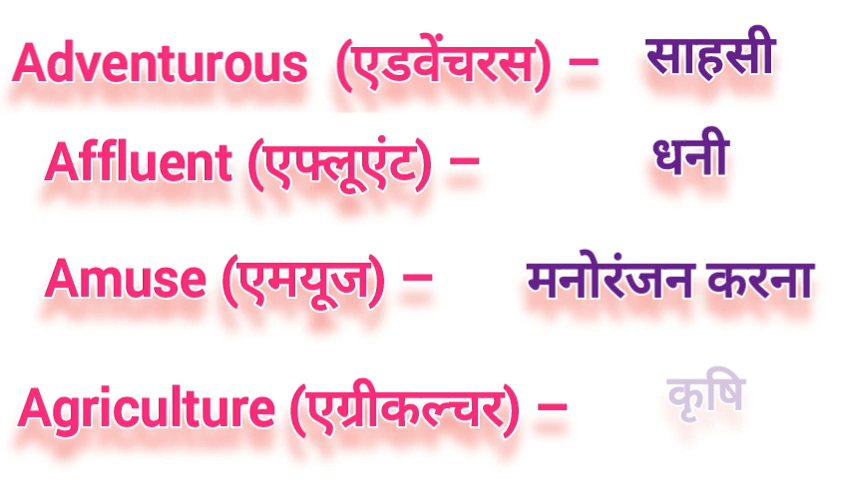 Adventurous (एडवेंचरस) – साहसी
Affluent (एफ्लूएंट) – धनी
Amuse (एमयूज) – मनोरंजन करना
Agriculture (एग्रीकल्चर) – कृषि